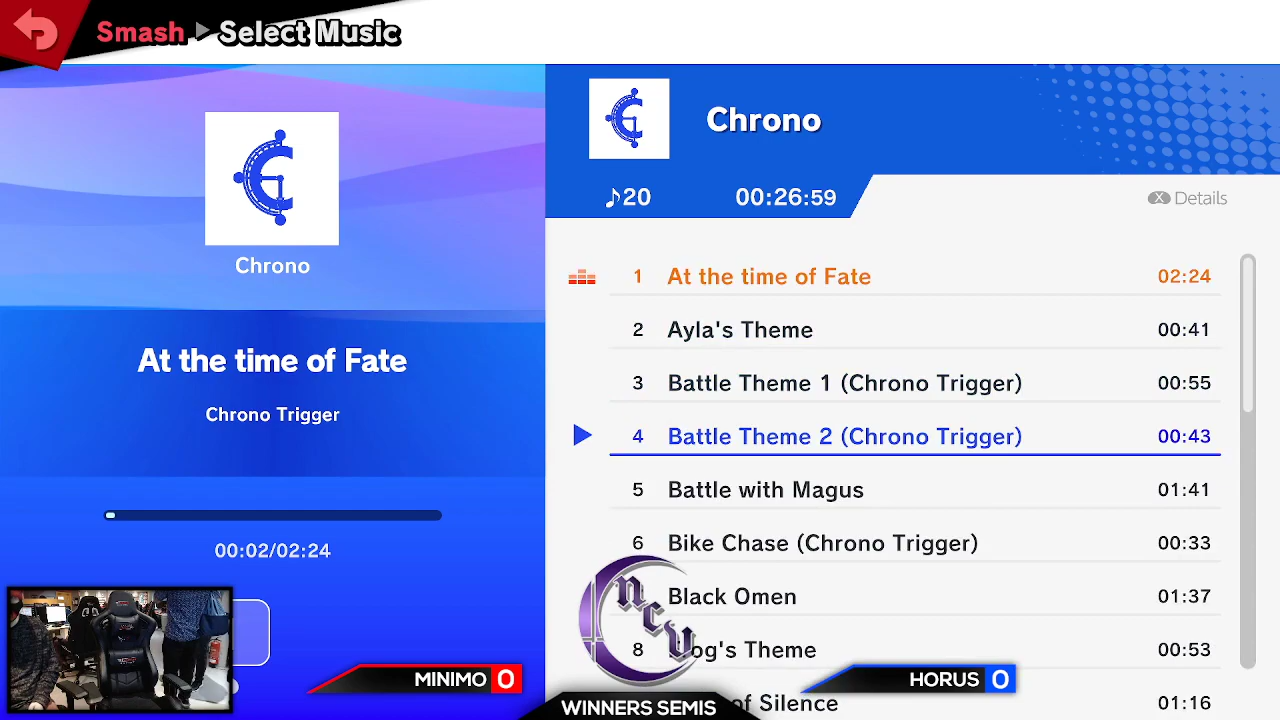 Smash ▶ Select Music
Chrono
At the time of Fate
Chrono Trigger
00:02/02:24
Chrono
♪20 00:26:59
X Details
1 At the time of Fate 02:24
2 Ayla's Theme 00:41
3 Battle Theme 1 (Chrono Trigger) 00:55
4 Battle Theme 2 (Chrono Trigger) 00:43
5 Battle with Magus 01:41
6 Bike Chase (Chrono Trigger) 00:33
Black Omen 01:37
8 og's Theme 00:53
of Silence 01:16
ncv
MINIMO 0
WINNERS SEMIS
HORUS 0